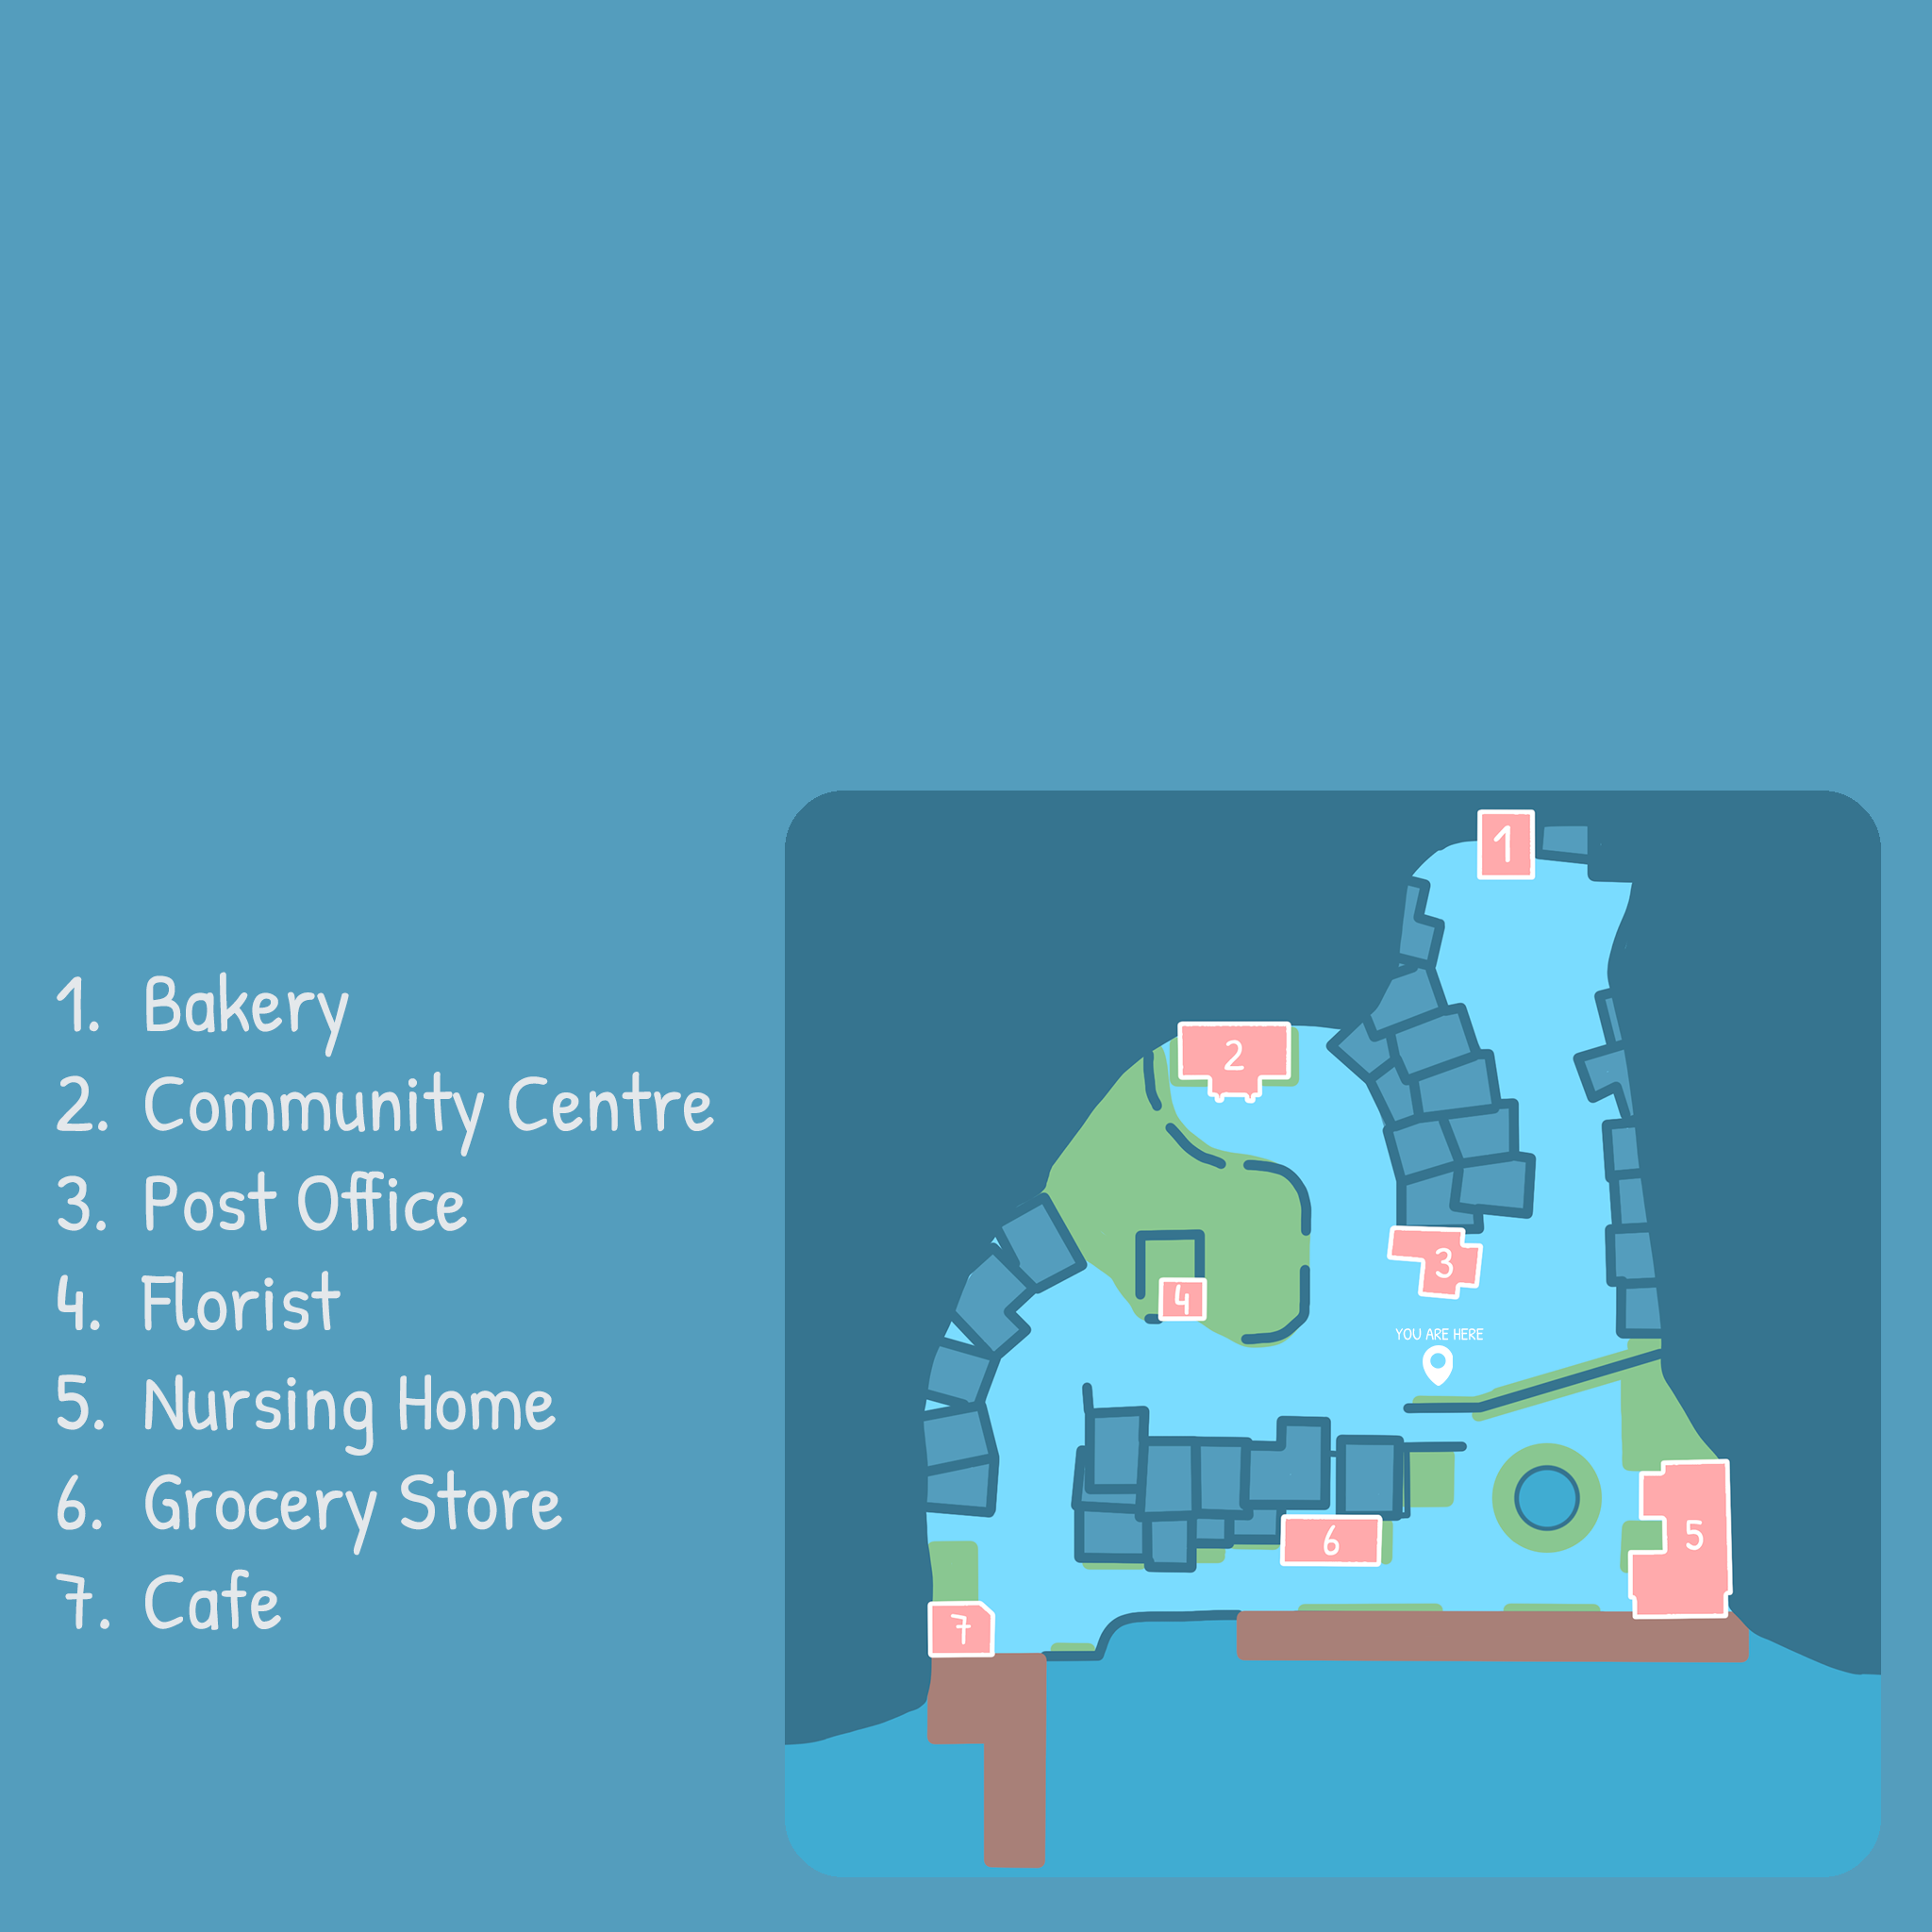 1. Bakery
2. Community Centre
3. Post Office
4. Florist
5. Nursing Home
6. Grocery Store
7. Cafe
1
2
3
4
YOU ARE HERE
5
6
7